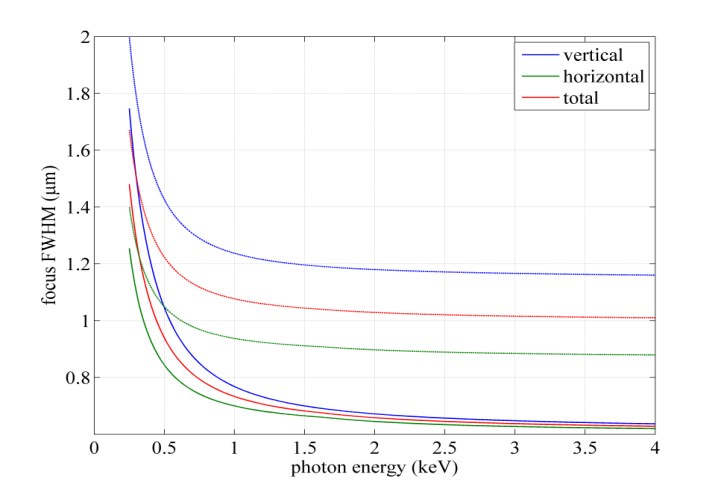 2
1.8
1.6
1.4
1.2
1
0.8
focus FWHM (μm)
vertical
horizontal
total
0 0.5 1 1.5 2 2.5 3 3.5 4
photon energy (keV)